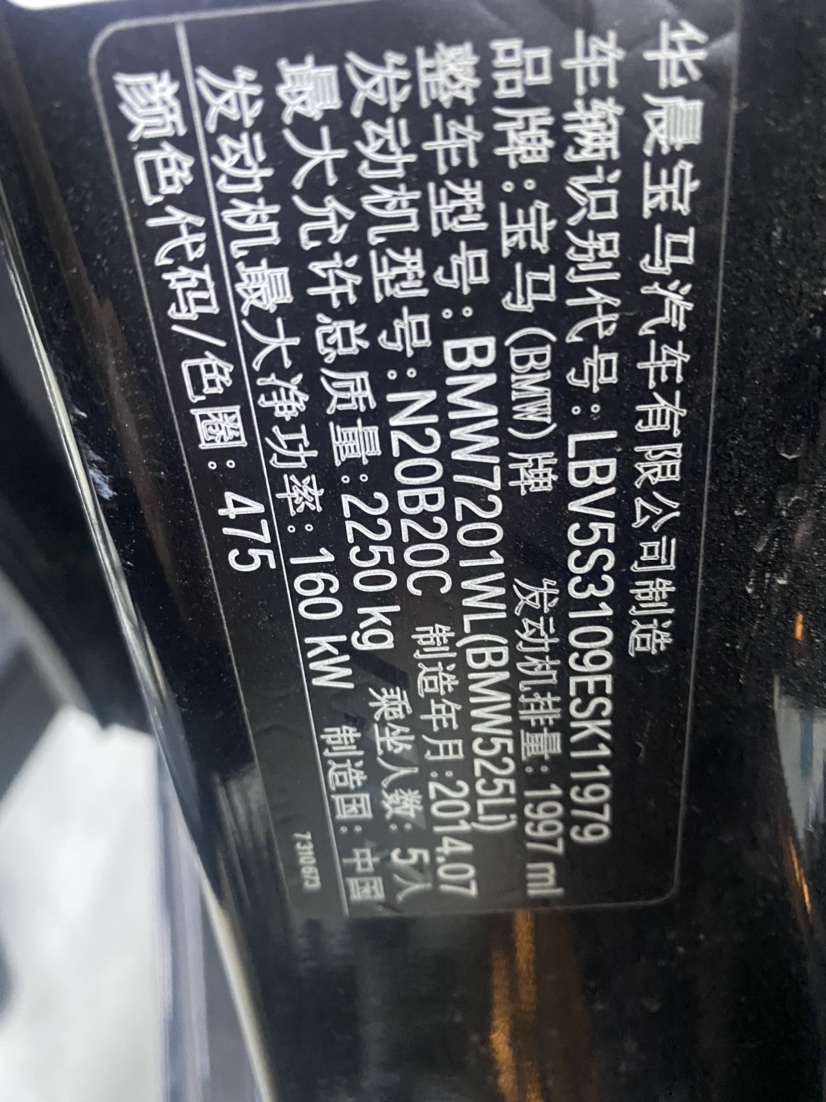 华晨宝马汽车有限公司制造
车辆识别代号:LBV5S3109ESK11979
品牌:宝马(BMW)牌 发动机排量:1997 ml
整车型号:BMW7201WL(BMW525Li)
发动机型号:N20B20C 制造年月:2014.07
最大允许总质量:2250 kg 乘坐人数:5人
发动机最大净功率:160 kW 制造国:中国
颜色代码/色圈:475
7310673